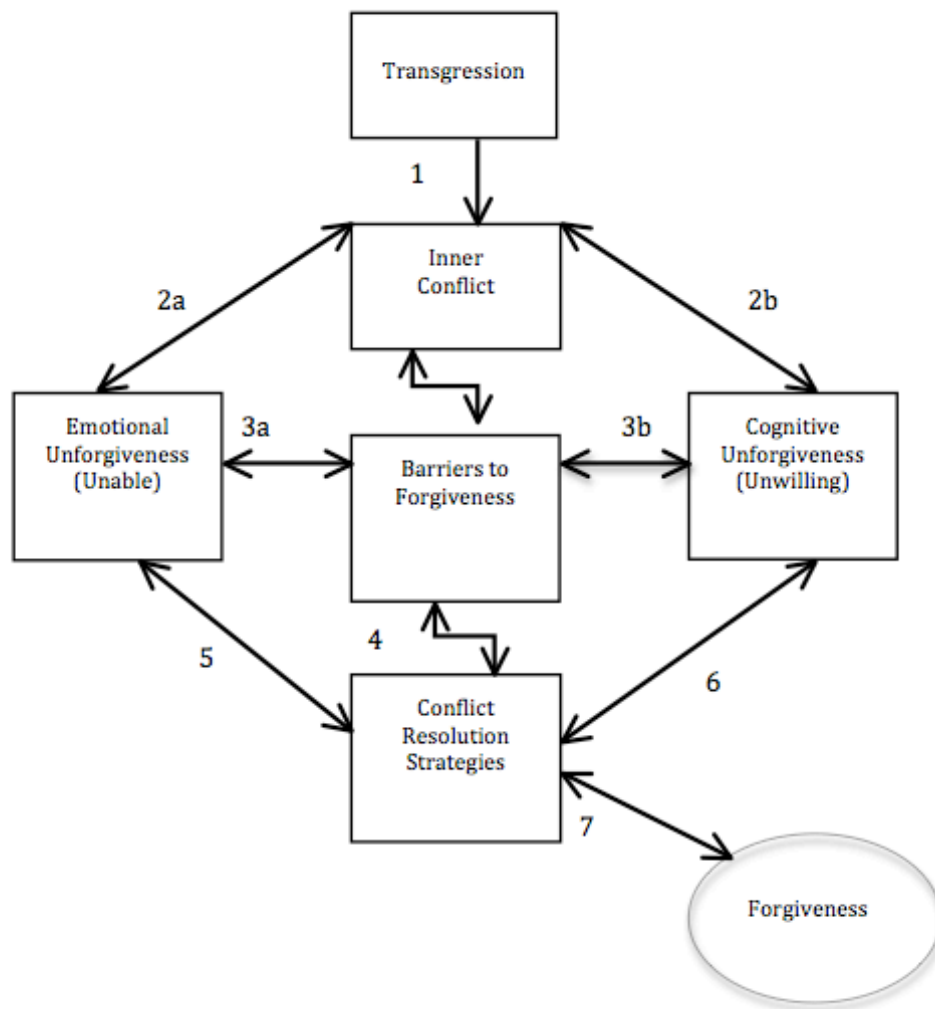 Transgression
1
Inner
Conflict
2a
2b
Emotional
Unforgiveness
(Unable)
3a
Barriers to
Forgiveness
3b
Cognitive
Unforgiveness
(Unwilling)
4
5
6
Conflict
Resolution
Strategies
7
Forgiveness